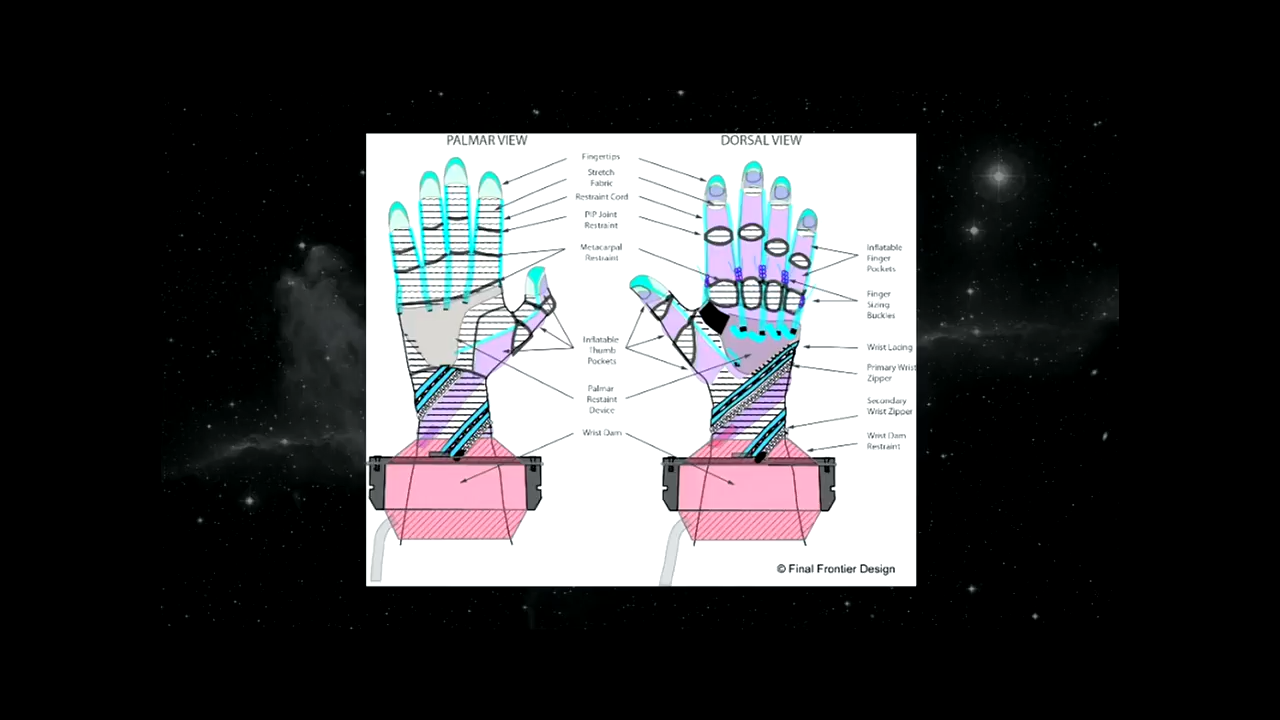 PALMAR VIEW
DORSAL VIEW
Fingertips
Stretch
Fabric
Restraint Cord
PIP Joint
Restraint
Metacarpal
Restraint
Inflatable
Thumb
Pockets
Palmar
Restaint
Device
Wrist Dam
Inflatable
Finger
Pockets
Finger
Sizing
Buckles
Wrist Lacing
Primary Wrist
Zipper
Secondary
Wrist Zipper
Wrist Dam
Restraint
© Final Frontier Design